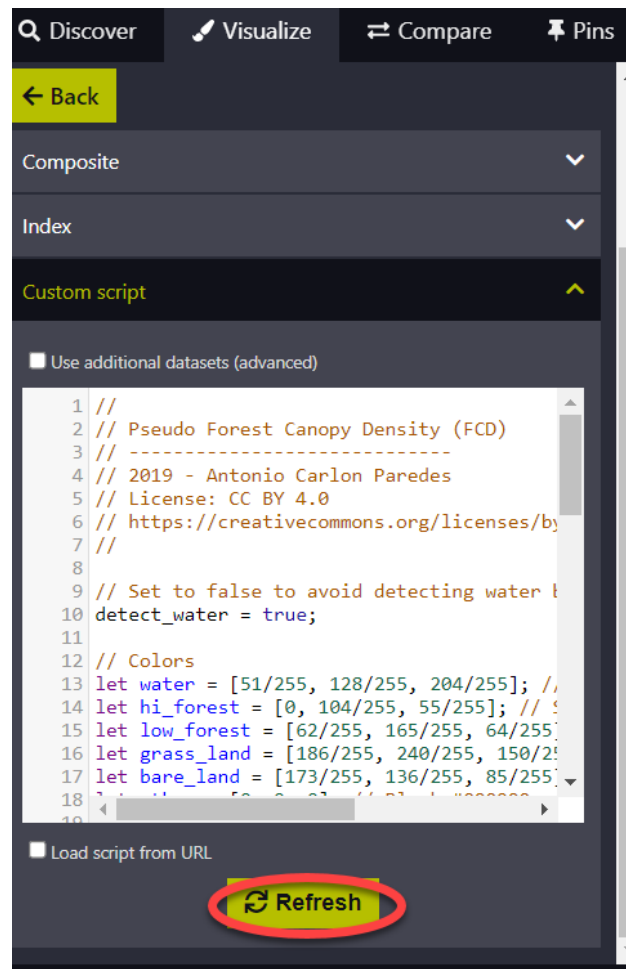 Discover Visualize Compare Pins
Back
Composite
Index
Custom script
Use additional datasets (advanced)
1 //
2 // Pseudo Forest Canopy Density (FCD)
3 // -----------------------------
4 // 2019 - Antonio Carlon Paredes
5 // License: CC BY 4.0
6 // https://creativecommons.org/licenses/by
7 //
8
9 // Set to false to avoid detecting water
10 detect_water = true;
11
12 // Colors
13 let water = [51/255, 128/255, 204/255]; //
14 let hi_forest = [0, 104/255, 55/255]; //
15 let low_forest = [62/255, 165/255, 64/255]
16 let grass_land = [186/255, 240/255, 150/25
17 let bare_land = [173/255, 136/255, 85/255]
18
19
Load script from URL
Refresh